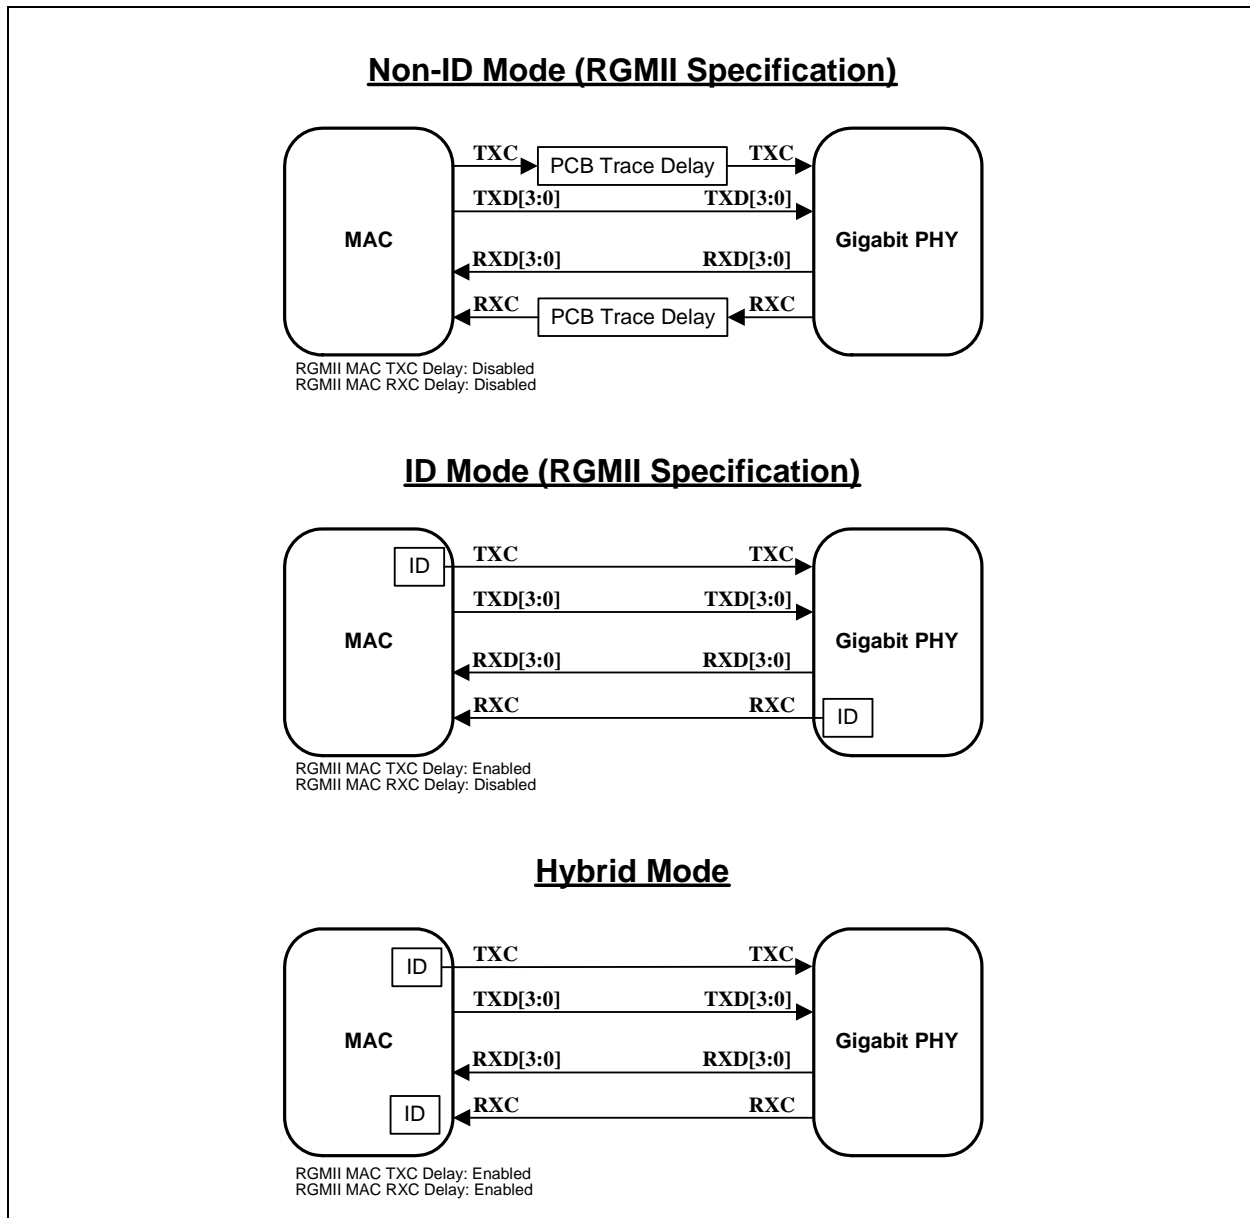 Non-ID Mode (RGMII Specification)
TXC PCB Trace Delay TXC
TXD[3:0] TXD[3:0]
MAC Gigabit PHY
RXD[3:0] RXD[3:0]
RXC PCB Trace Delay RXC
RGMII MAC TXC Delay: Disabled
RGMII MAC RXC Delay: Disabled
ID Mode (RGMII Specification)
ID TXC TXC
TXD[3:0] TXD[3:0]
MAC Gigabit PHY
RXD[3:0] RXD[3:0]
RXC RXC ID
RGMII MAC TXC Delay: Enabled
RGMII MAC RXC Delay: Disabled
Hybrid Mode
ID TXC TXC
TXD[3:0] TXD[3:0]
MAC Gigabit PHY
RXD[3:0] RXD[3:0]
ID RXC RXC
RGMII MAC TXC Delay: Enabled
RGMII MAC RXC Delay: Enabled